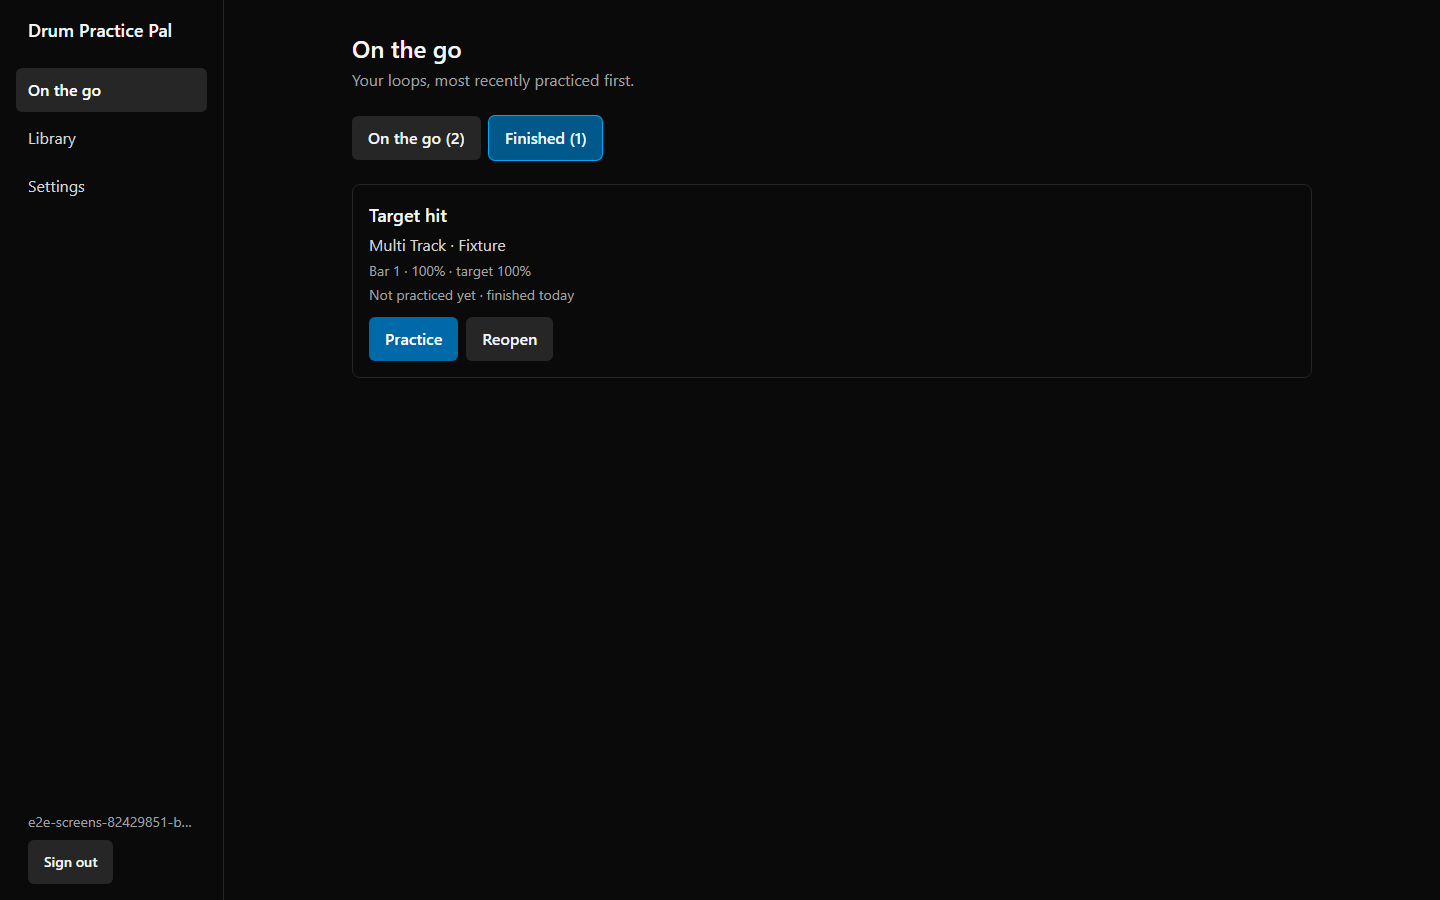 Drum Practice Pal
On the go
Library
Settings
e2e-screens-82429851-b...
Sign out
On the go
Your loops, most recently practiced first.
On the go (2)
Finished (1)
Target hit
Multi Track · Fixture
Bar 1 · 100% · target 100%
Not practiced yet · finished today
Practice
Reopen